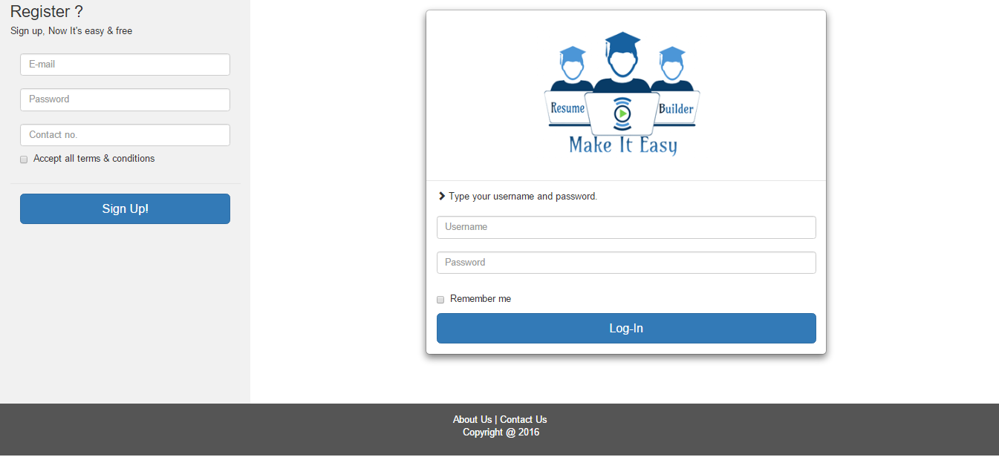 Register ?
Sign up, Now It's easy & free
E-mail
Password
Contact no.
Accept all terms & conditions
Sign Up!
Resume Builder
Make It Easy
Type your username and password.
Username
Password
Remember me
Log-In
About Us | Contact Us
Copyright @ 2016